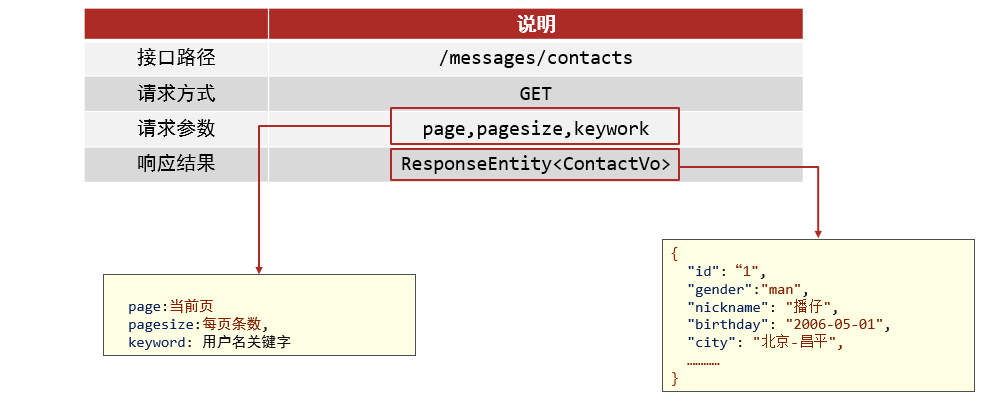 说明
接口路径 /messages/contacts
请求方式 GET
请求参数 page,pagesize,keywork
响应结果 ResponseEntity<ContactVo>
page:当前页
pagesize:每页条数,
keyword: 用户名关键字
{
"id": “1",
"gender":"man",
"nickname": "播仔",
"birthday": "2006-05-01",
"city": "北京-昌平",
…………
}